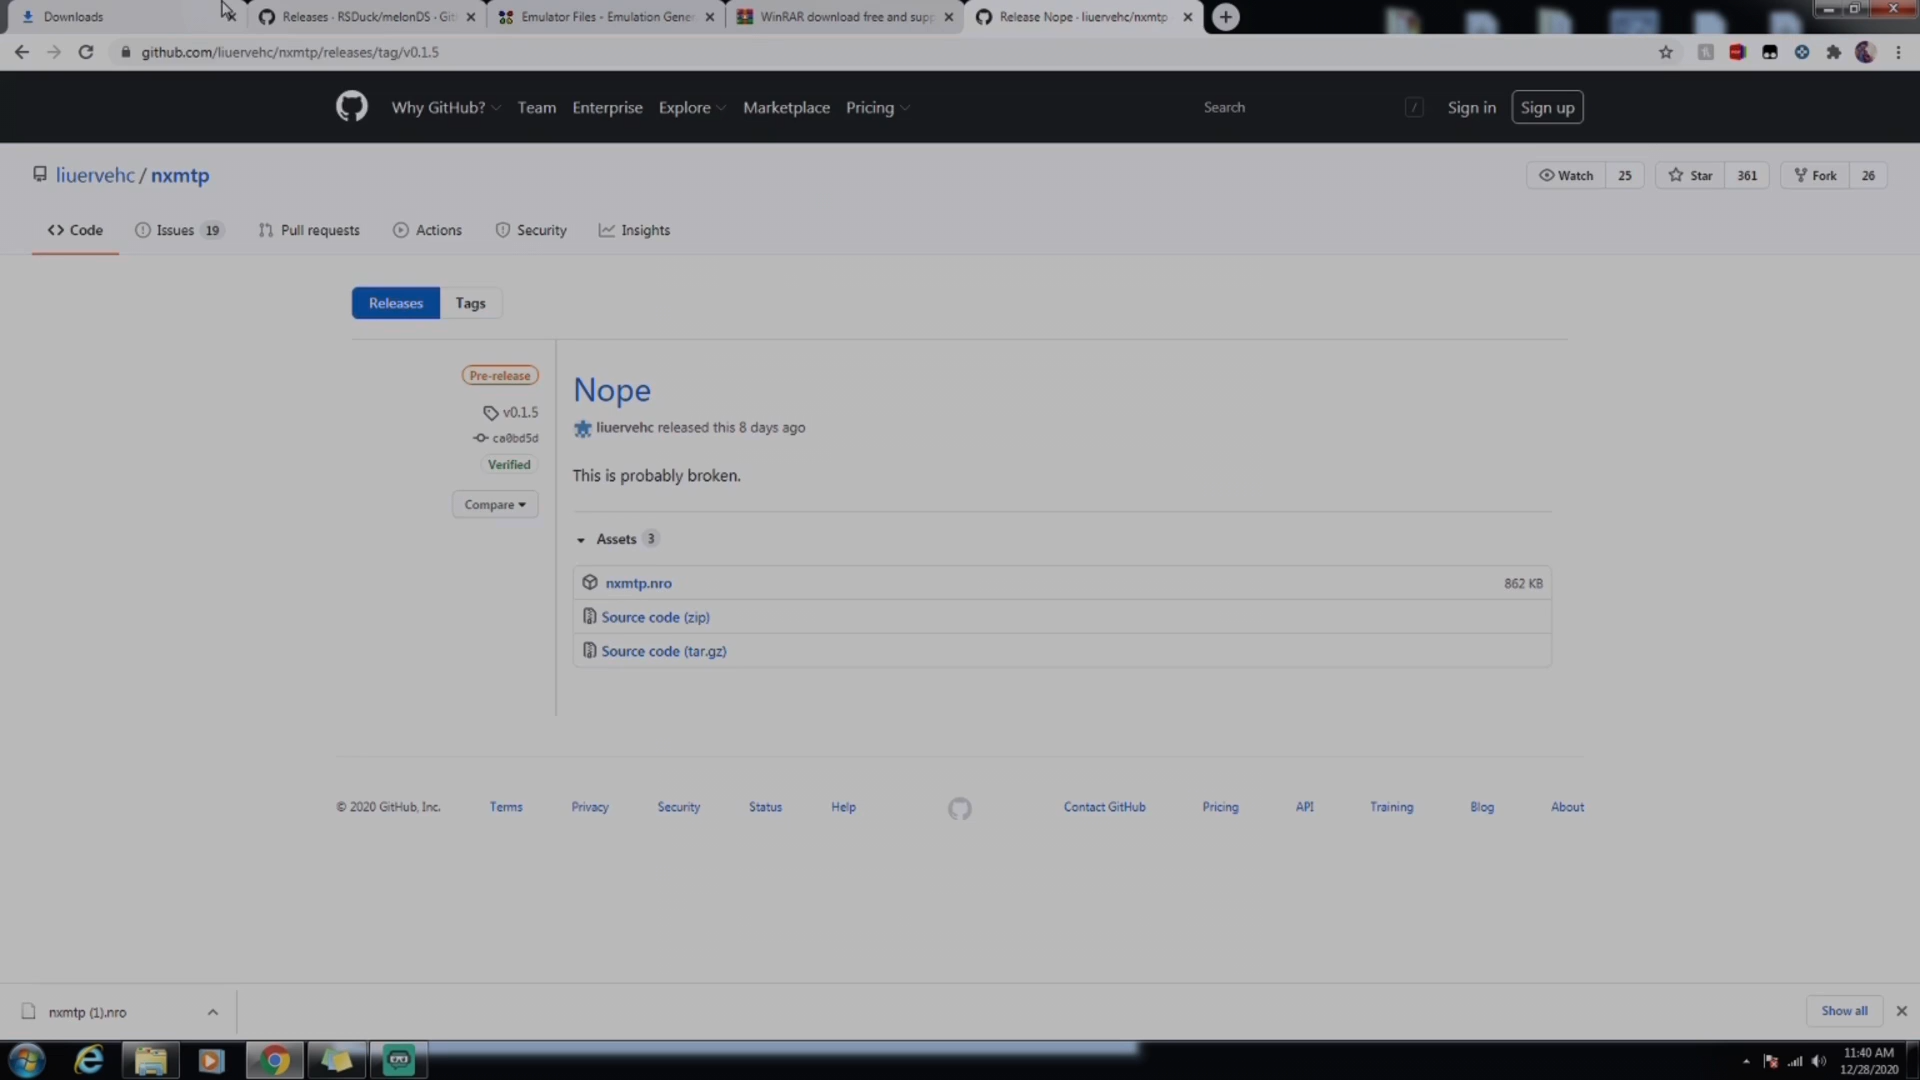 Downloads
Releases · RSDuck/melonDS · Git
Emulator Files - Emulation Gener
WinRAR download free and supp
Release Nope · liuervehc/nxmtp
github.com/liuervehc/nxmtp/releases/tag/v0.1.5
Why GitHub?
Team
Enterprise
Explore
Marketplace
Pricing
Search
/
Sign in
Sign up
liuervehc / nxmtp
Watch 25
Star 361
Fork 26
Code
Issues 19
Pull requests
Actions
Security
Insights
Releases
Tags
Pre-release
v0.1.5
ca0bd5d
Verified
Compare
Nope
liuervehc released this 8 days ago
This is probably broken.
Assets 3
nxmtp.nro
862 KB
Source code (zip)
Source code (tar.gz)
© 2020 GitHub, Inc.
Terms
Privacy
Security
Status
Help
Contact GitHub
Pricing
API
Training
Blog
About
nxmtp (1).nro
Show all
11:40 AM
12/28/2020